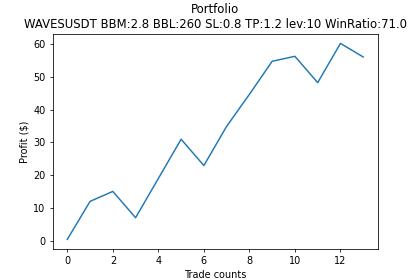 Portfolio
WAVESUSDT BBM:2.8 BBL:260 SL:0.8 TP:1.2 lev:10 WinRatio:71.0
60
50
40
30
20
10
0
Profit ($)
0 2 4 6 8 10 12
Trade counts